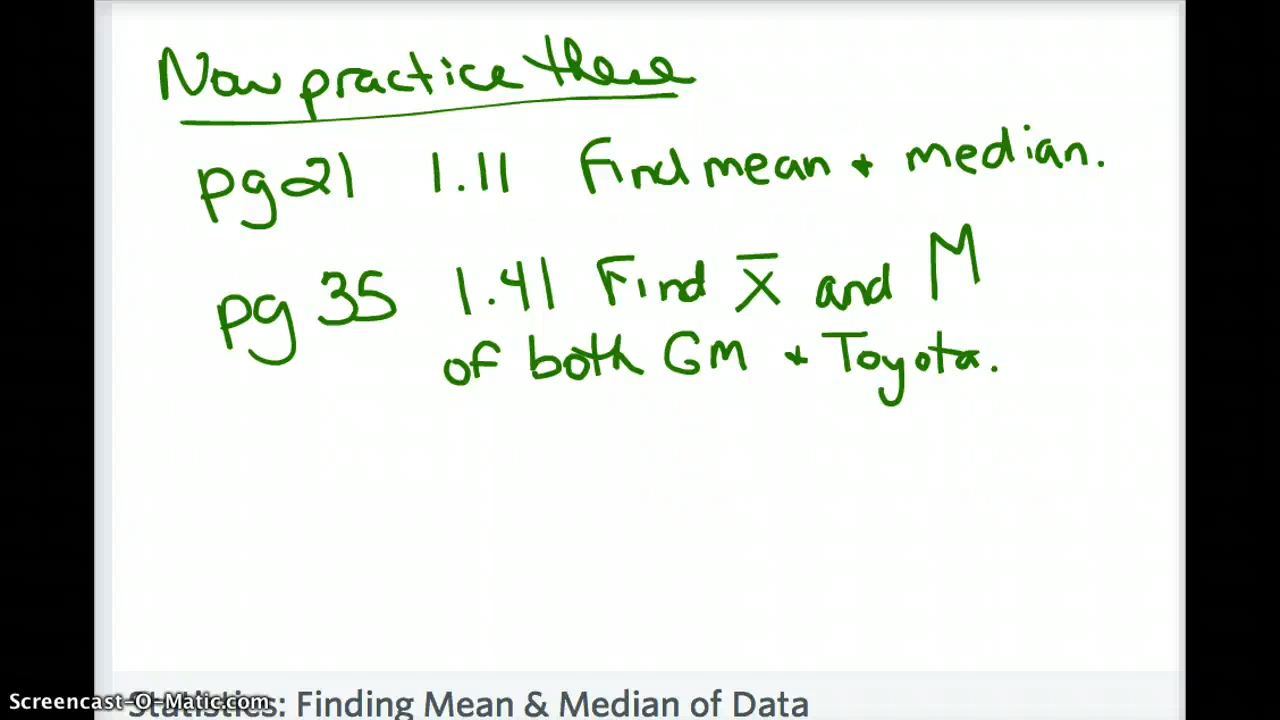 Now practice these
pg 21 1.11 Find mean + median.
pg 35 1.41 Find x̄ and M
of both GM + Toyota.
Screencast-O-Matic.com
Statistics: Finding Mean & Median of Data